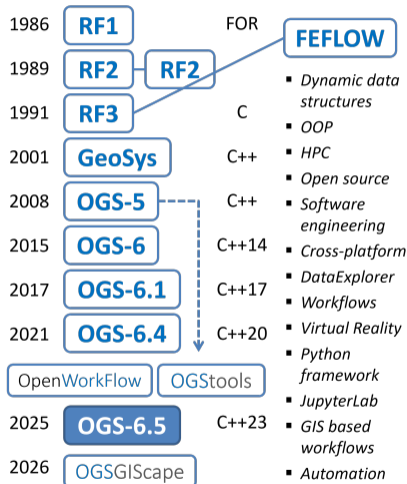 1986 RF1 FOR
FEFLOW
1989 RF2 RF2
1991 RF3 C
2001 GeoSys C++
2008 OGS-5 C++
2015 OGS-6 C++14
2017 OGS-6.1 C++17
2021 OGS-6.4 C++20
OpenWorkFlow OGStools
2025 OGS-6.5 C++23
2026 OGSGIScape
▪ Dynamic data
structures
▪ OOP
▪ HPC
▪ Open source
▪ Software
engineering
▪ Cross-platform
▪ DataExplorer
▪ Workflows
▪ Virtual Reality
▪ Python
framework
▪ JupyterLab
▪ GIS based
workflows
▪ Automation